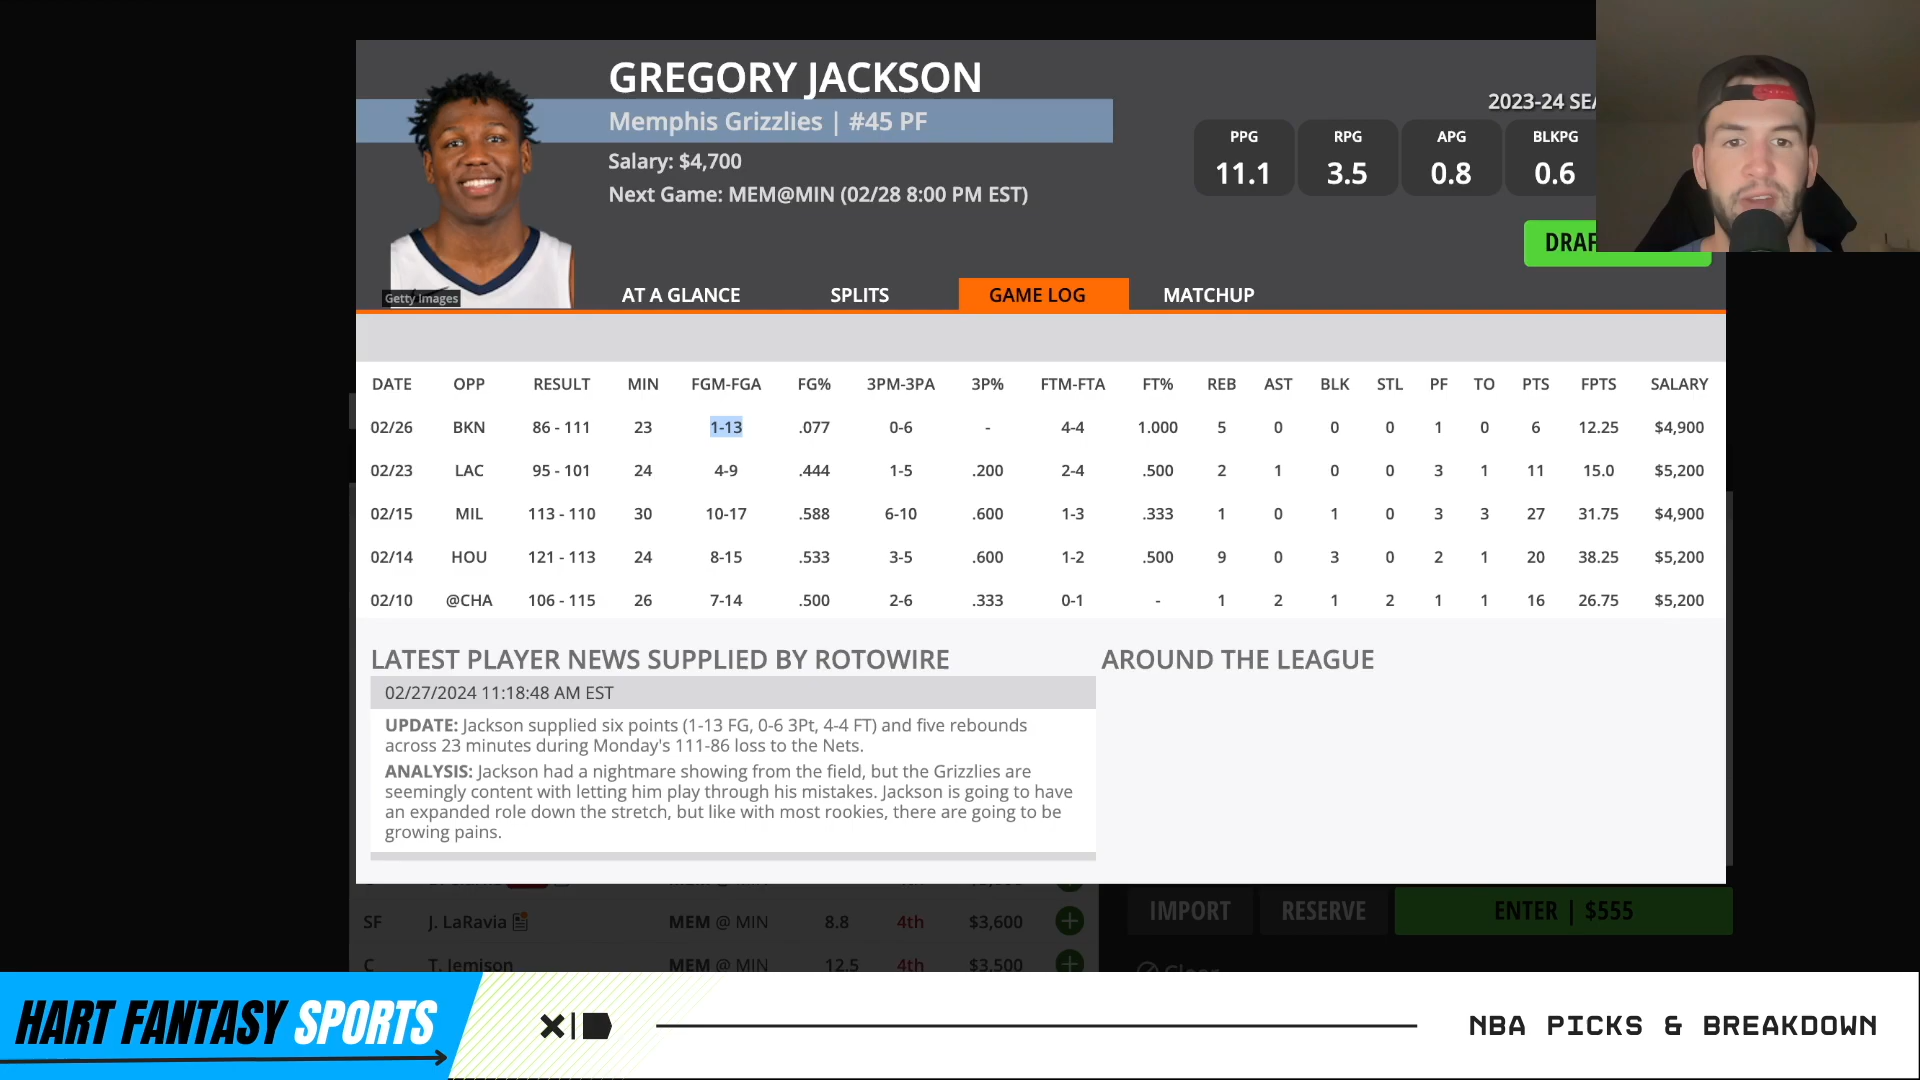 GREGORY JACKSON
Memphis Grizzlies | #45 PF
Salary: $4,700
Next Game: MEM@MIN (02/28 8:00 PM EST)
2023-24 SEA
PPG RPG APG BLKPG
11.1 3.5 0.8 0.6
DRAF
Getty Images
AT A GLANCE SPLITS GAME LOG MATCHUP
DATE OPP RESULT MIN FGM-FGA FG% 3PM-3PA 3P% FTM-FTA FT% REB AST BLK STL PF TO PTS FPTS SALARY
02/26 BKN 86 - 111 23 1-13 .077 0-6 - 4-4 1.000 5 0 0 0 1 0 6 12.25 $4,900
02/23 LAC 95 - 101 24 4-9 .444 1-5 .200 2-4 .500 2 1 0 0 3 1 11 15.0 $5,200
02/15 MIL 113 - 110 30 10-17 .588 6-10 .600 1-3 .333 1 0 1 0 3 3 27 31.75 $4,900
02/14 HOU 121 - 113 24 8-15 .533 3-5 .600 1-2 .500 9 0 3 0 2 1 20 38.25 $5,200
02/10 @CHA 106 - 115 26 7-14 .500 2-6 .333 0-1 - 1 2 1 2 1 1 16 26.75 $5,200
LATEST PLAYER NEWS SUPPLIED BY ROTOWIRE
AROUND THE LEAGUE
02/27/2024 11:18:48 AM EST
UPDATE: Jackson supplied six points (1-13 FG, 0-6 3Pt, 4-4 FT) and five rebounds
across 23 minutes during Monday's 111-86 loss to the Nets.
ANALYSIS: Jackson had a nightmare showing from the field, but the Grizzlies are
seemingly content with letting him play through his mistakes. Jackson is going to have
an expanded role down the stretch, but like with most rookies, there are going to be
growing pains.
SF J. LaRavia MEM @ MIN 8.8 4th $3,600
IMPORT RESERVE ENTER | $555
C T. Jemison MEM @ MIN 12.5 4th $3,500
Clear
HART FANTASY SPORTS
NBA PICKS & BREAKDOWN